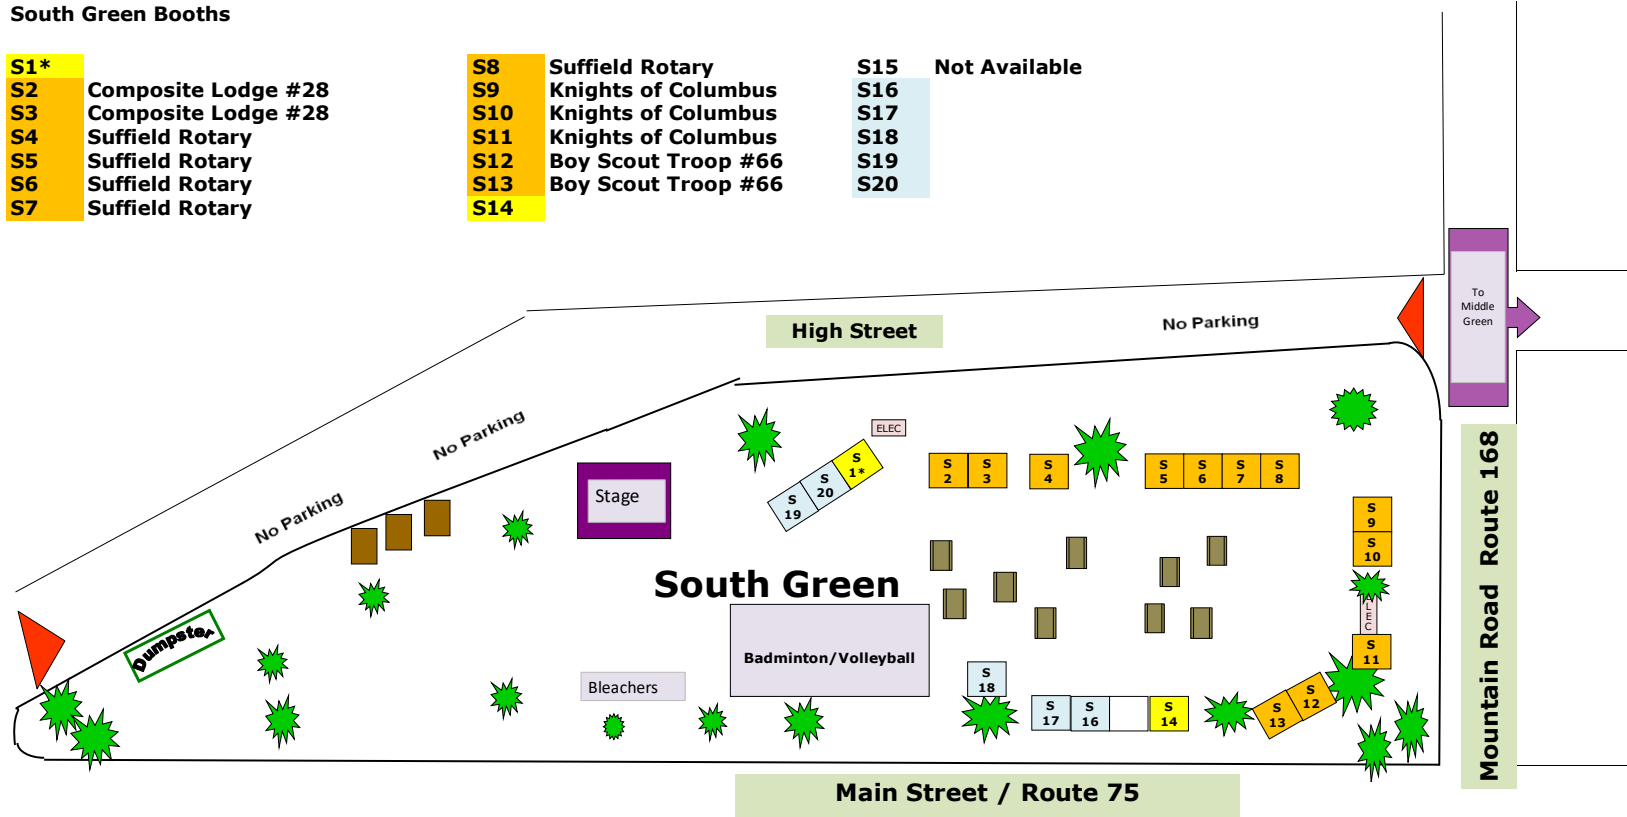 South Green Booths
S1*
S2 Composite Lodge #28
S3 Composite Lodge #28
S4 Suffield Rotary
S5 Suffield Rotary
S6 Suffield Rotary
S7 Suffield Rotary
S8 Suffield Rotary
S9 Knights of Columbus
S10 Knights of Columbus
S11 Knights of Columbus
S12 Boy Scout Troop #66
S13 Boy Scout Troop #66
S14
S15 Not Available
S16
S17
S18
S19
S20
To
Middle
Green
High Street
No Parking
No Parking
No Parking
ELEC
Stage
S
1*
S
20
S
19
S
2
S
3
S
4
S
5
S
6
S
7
S
8
S
9
S
10
South Green
LEC
S
11
Dumpster
Badminton/Volleyball
Bleachers
S
18
S
17
S
16
S
14
S
13
S
12
Mountain Road Route 168
Main Street / Route 75